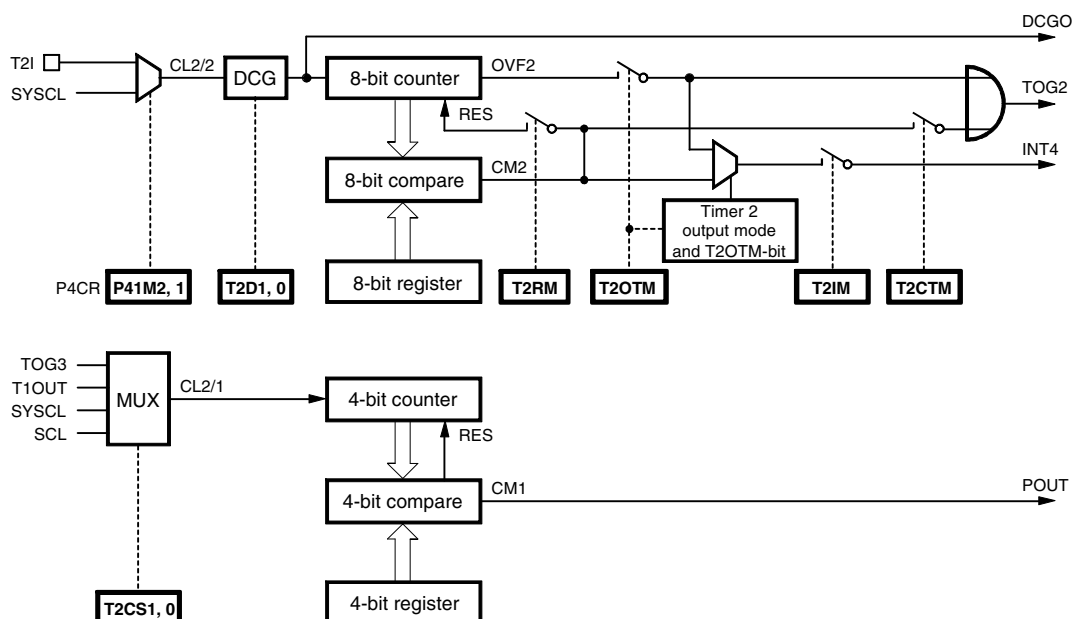 DCGO
T2I
CL2/2
DCG
8-bit counter
OVF2
TOG2
SYSCL
RES
INT4
8-bit compare
CM2
Timer 2
output mode
and T2OTM-bit
P4CR
P41M2, 1
T2D1, 0
8-bit register
T2RM
T2OTM
T2IM
T2CTM
TOG3
T1OUT
SYSCL
SCL
MUX
CL2/1
4-bit counter
RES
4-bit compare
CM1
POUT
T2CS1, 0
4-bit register